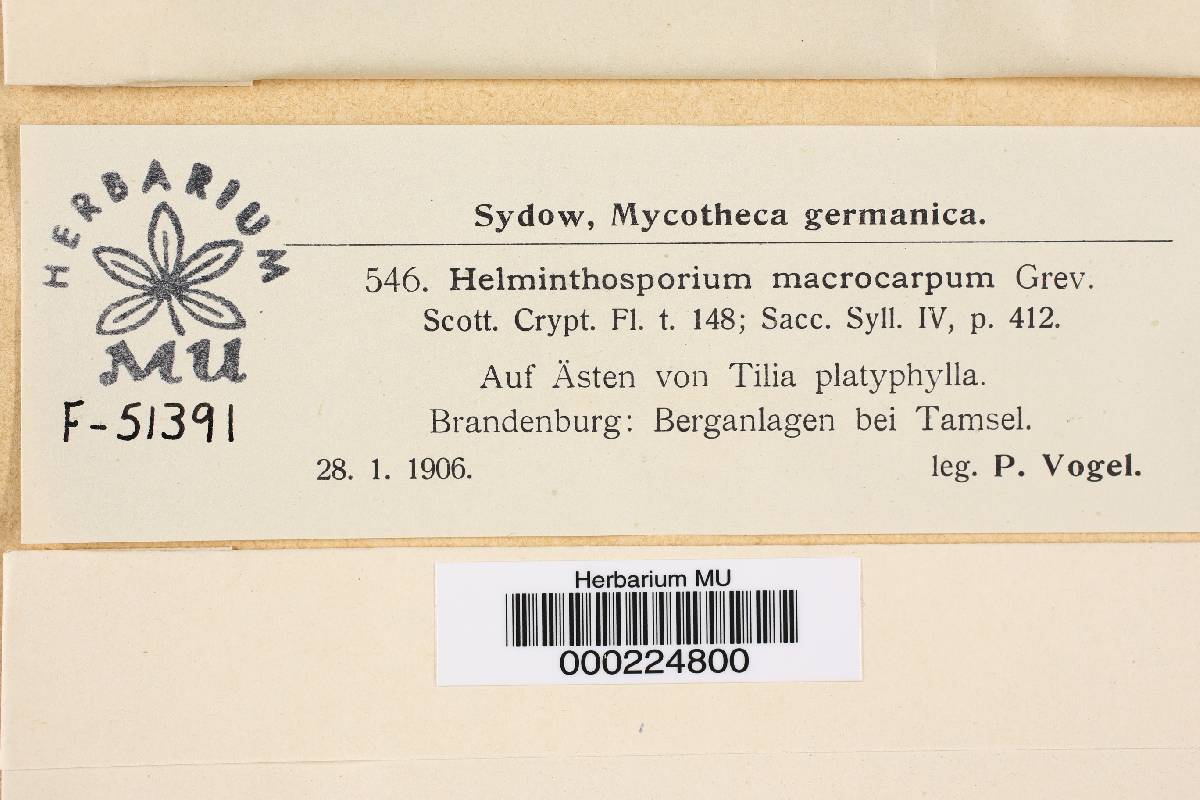 HERBARIUM
MU
F-51391
Sydow, Mycotheca germanica.
546. Helminthosporium macrocarpum Grev.
Scott. Crypt. Fl. t. 148; Sacc. Syll. IV, p. 412.
Auf Ästen von Tilia platyphylla.
Brandenburg: Berganlagen bei Tamsel.
28. 1. 1906. leg. P. Vogel.
Herbarium MU
000224800